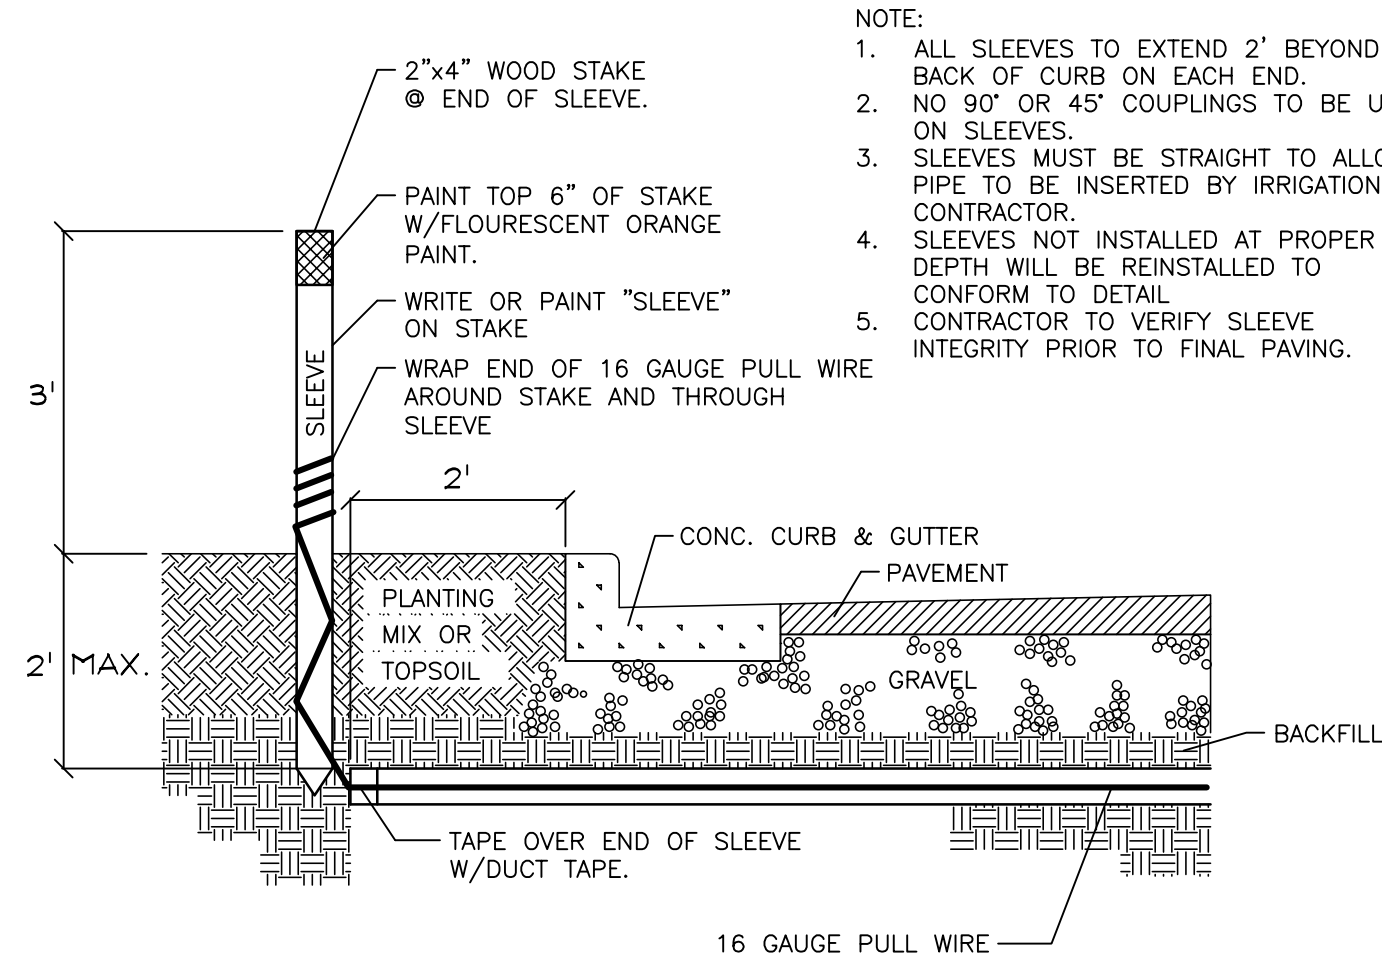 NOTE:
1. ALL SLEEVES TO EXTEND 2' BEYOND
BACK OF CURB ON EACH END.
2. NO 90° OR 45° COUPLINGS TO BE U
ON SLEEVES.
3. SLEEVES MUST BE STRAIGHT TO ALLO
PIPE TO BE INSERTED BY IRRIGATION
CONTRACTOR.
4. SLEEVES NOT INSTALLED AT PROPER
DEPTH WILL BE REINSTALLED TO
CONFORM TO DETAIL
5. CONTRACTOR TO VERIFY SLEEVE
INTEGRITY PRIOR TO FINAL PAVING.
2"x4" WOOD STAKE
@ END OF SLEEVE.
PAINT TOP 6" OF STAKE
W/FLOURESCENT ORANGE
PAINT.
WRITE OR PAINT "SLEEVE"
ON STAKE
WRAP END OF 16 GAUGE PULL WIRE
AROUND STAKE AND THROUGH
SLEEVE
3'
SLEEVE
2'
CONC. CURB & GUTTER
PAVEMENT
PLANTING
MIX OR
TOPSOIL
2' MAX.
GRAVEL
BACKFILL
TAPE OVER END OF SLEEVE
W/DUCT TAPE.
16 GAUGE PULL WIRE